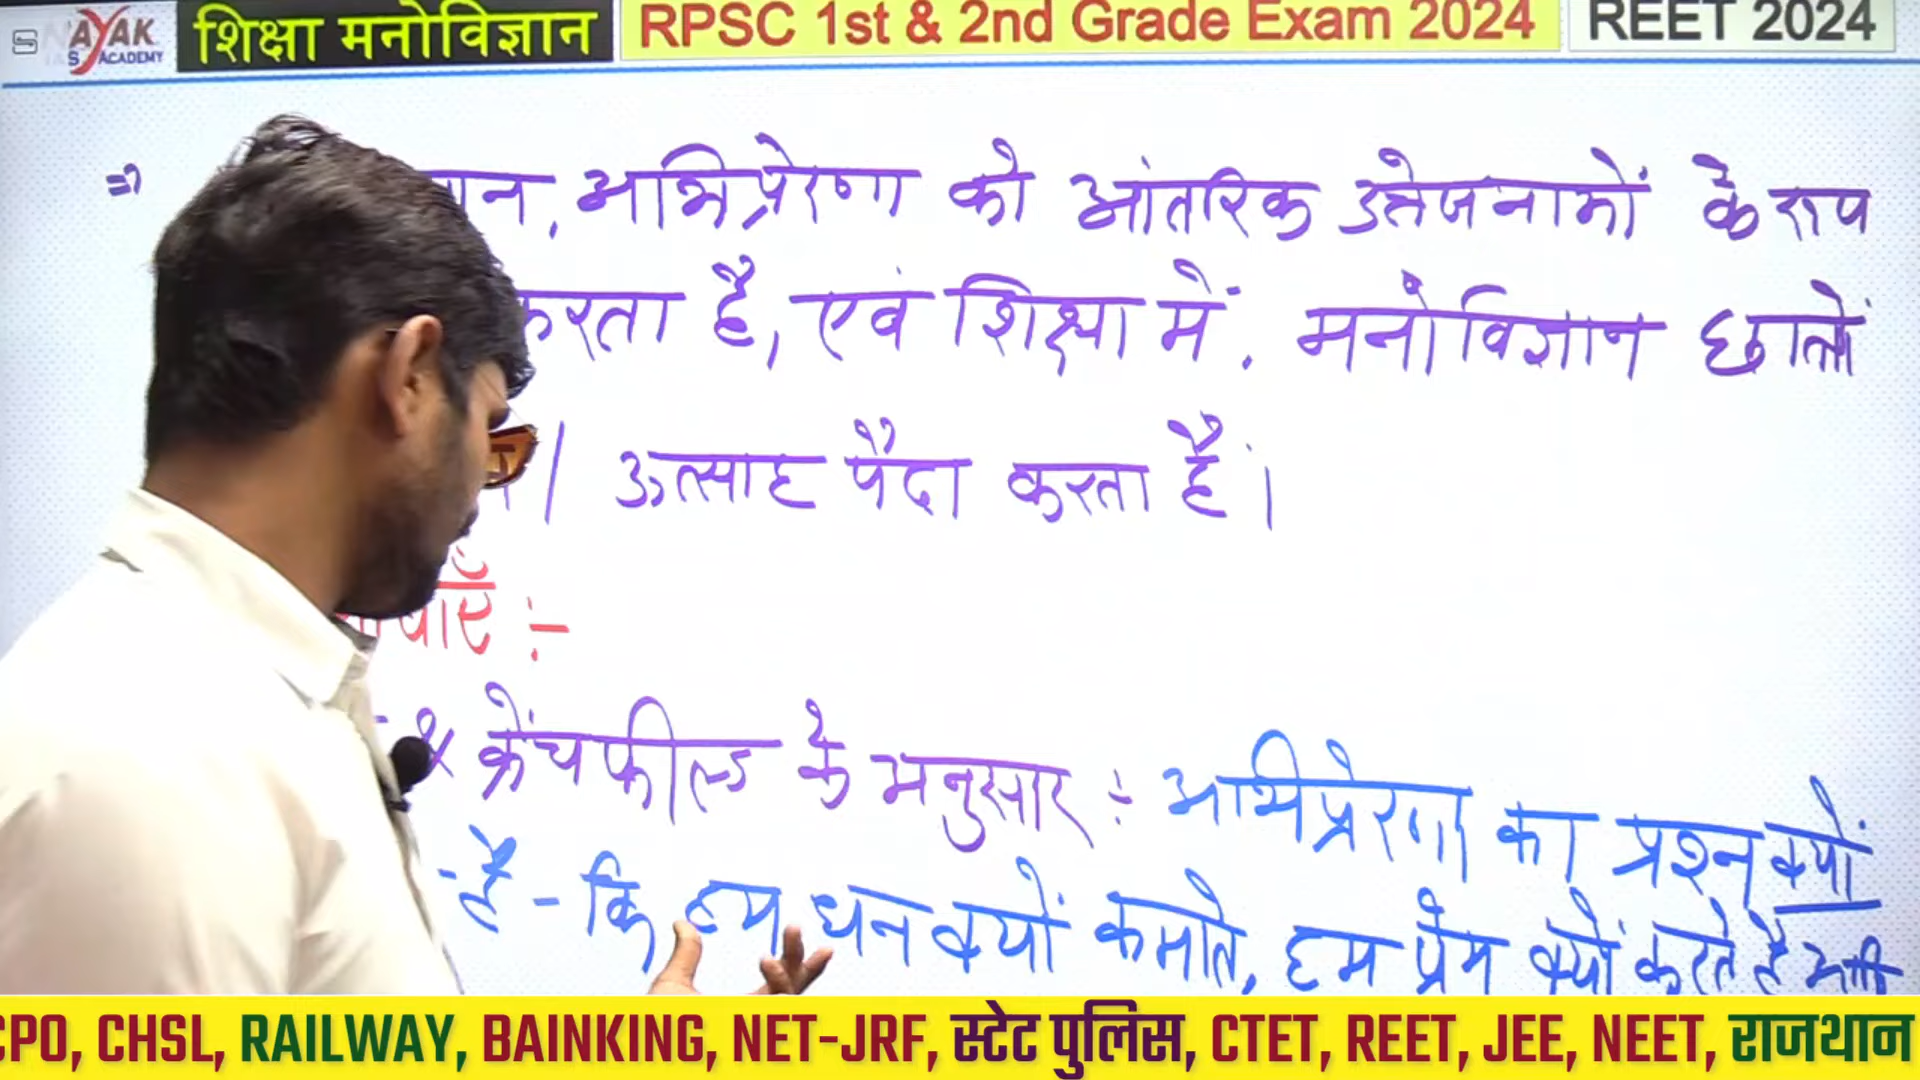 NAYAK
S ACADEMY
शिक्षा मनोविज्ञान
RPSC 1st & 2nd Grade Exam 2024
REET 2024
⇒ अभिप्रेरणा को आंतरिक उत्तेजनाओं के रूप
करता है, एवं शिक्षा में. मनोविज्ञान छात्रों
उत्साह पैदा करता है।
:-
& क्रेंचफील्ड के अनुसार :- अभिप्रेरणा का प्रश्न क्यों
है - कि हम धन क्यों कमाते, हम प्रेम क्यों करते है
CPO, CHSL, RAILWAY, BAINKING, NET-JRF, स्टेट पुलिस, CTET, REET, JEE, NEET, राजथान